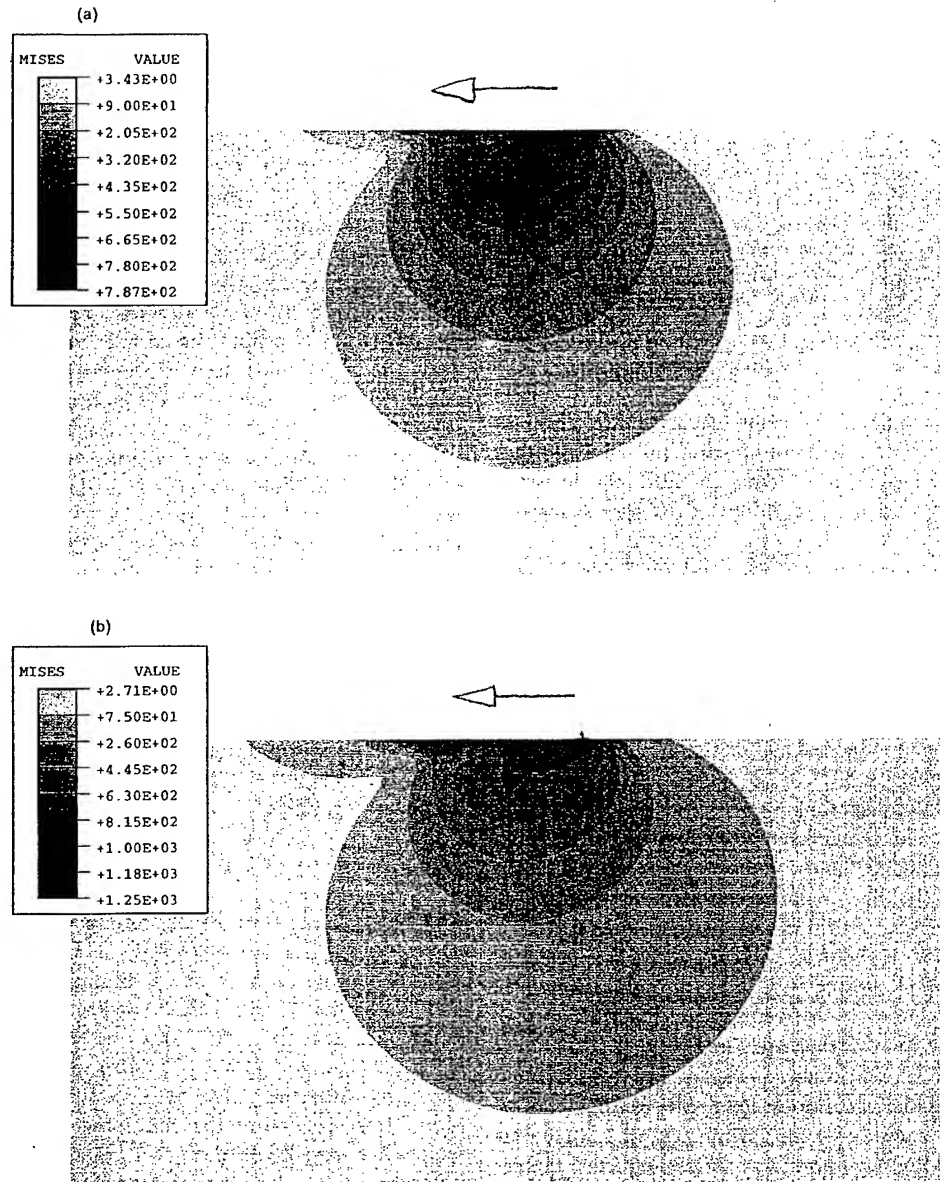 (a)
MISES VALUE
+3.43E+00
+9.00E+01
+2.05E+02
+3.20E+02
+4.35E+02
+5.50E+02
+6.65E+02
+7.80E+02
+7.87E+02
(b)
MISES VALUE
+2.71E+00
+7.50E+01
+2.60E+02
+4.45E+02
+6.30E+02
+8.15E+02
+1.00E+03
+1.18E+03
+1.25E+03